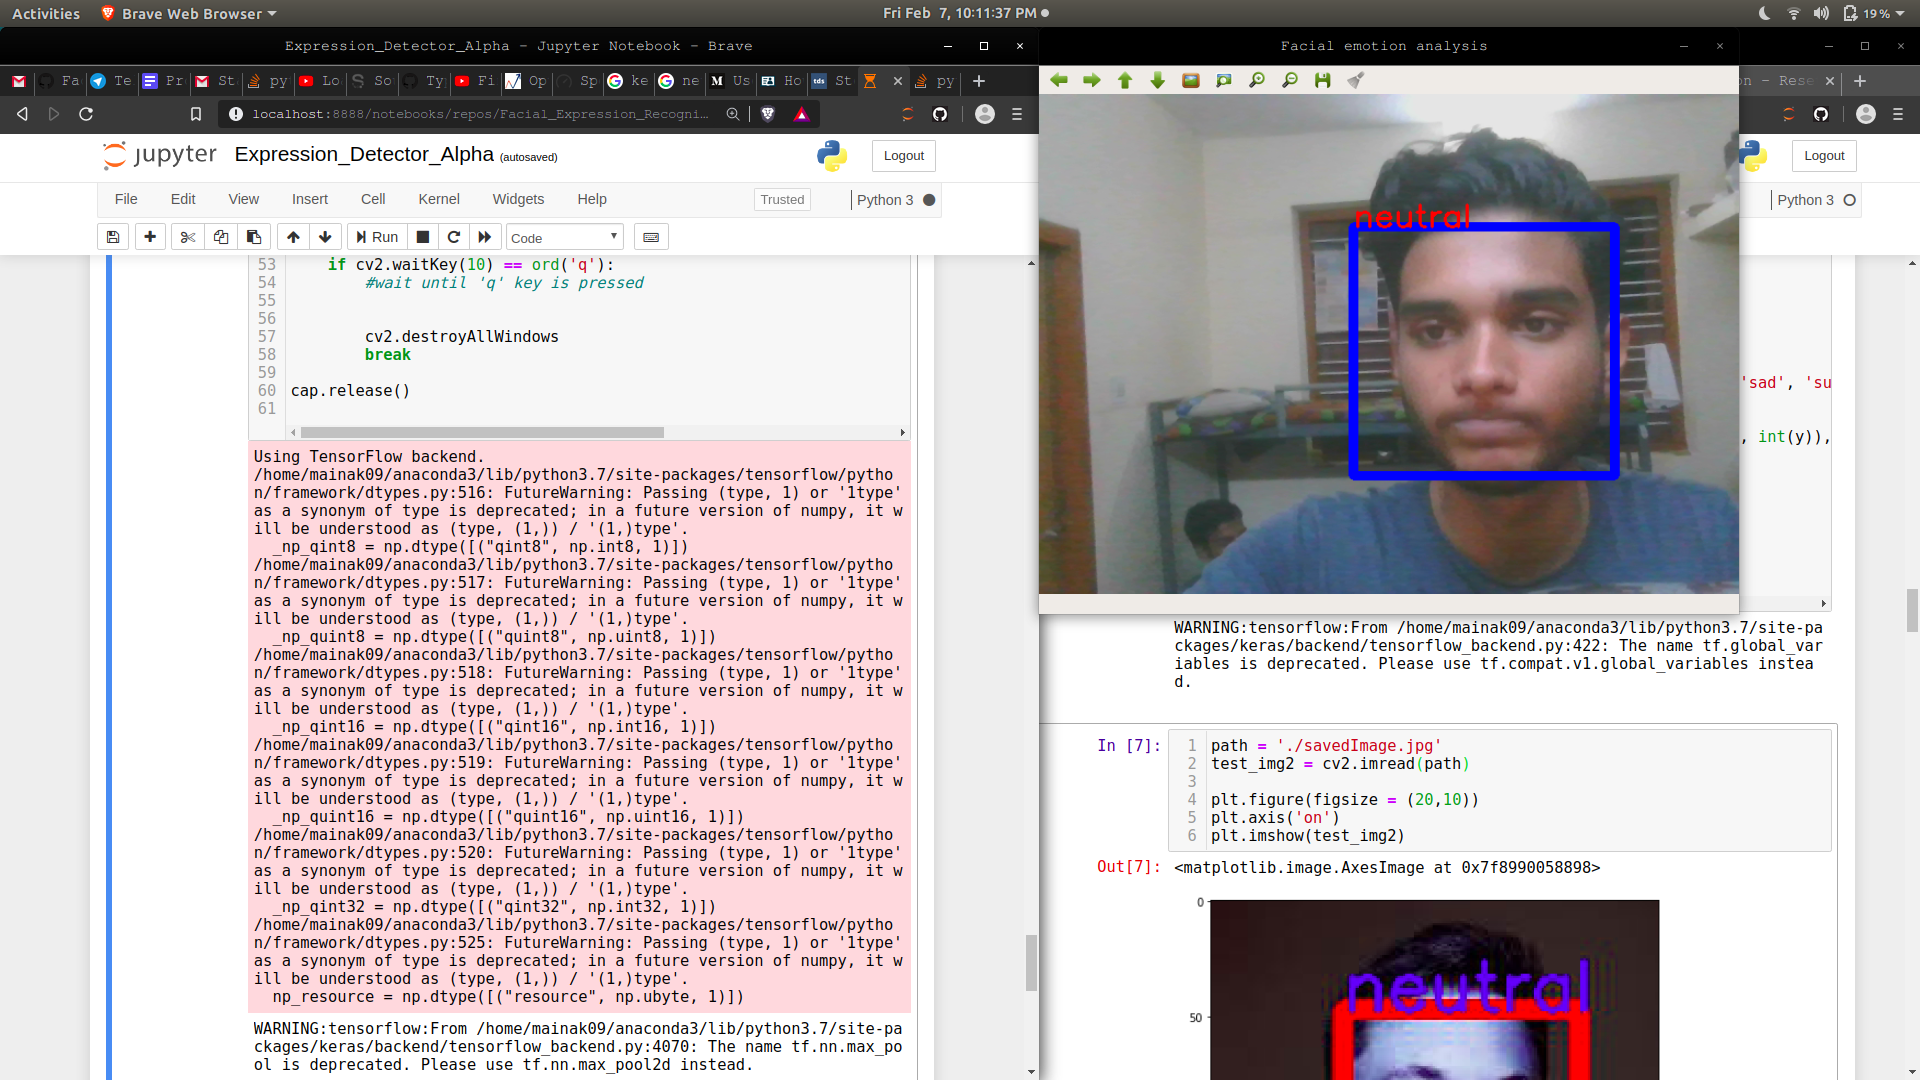 Activities
Brave Web Browser
Fri Feb 7, 10:11:37 PM
19 %
Expression_Detector_Alpha - Jupyter Notebook - Brave
Facial emotion analysis
Fa
Te
Pr
St
py
Lo
So
Ty
Fi
Op
Sp
ke
ne
Us
Ho
tds
St
py
n - Rese
localhost:8888/notebooks/repos/Facial_Expression_Recogni...
jupyter
Expression_Detector_Alpha (autosaved)
Logout
Logout
File Edit View Insert Cell Kernel Widgets Help
Trusted
Python 3
Python 3
Run
Code
53 if cv2.waitKey(10) == ord('q'):
54 #wait until 'q' key is pressed
55
56
57 cv2.destroyAllWindows
58 break
59
60 cap.release()
61
Using TensorFlow backend.
/home/mainak09/anaconda3/lib/python3.7/site-packages/tensorflow/pytho
n/framework/dtypes.py:516: FutureWarning: Passing (type, 1) or '1type'
as a synonym of type is deprecated; in a future version of numpy, it w
ill be understood as (type, (1,)) / '(1,)type'.
_np_qint8 = np.dtype([("qint8", np.int8, 1)])
/home/mainak09/anaconda3/lib/python3.7/site-packages/tensorflow/pytho
n/framework/dtypes.py:517: FutureWarning: Passing (type, 1) or '1type'
as a synonym of type is deprecated; in a future version of numpy, it w
ill be understood as (type, (1,)) / '(1,)type'.
_np_quint8 = np.dtype([("quint8", np.uint8, 1)])
/home/mainak09/anaconda3/lib/python3.7/site-packages/tensorflow/pytho
n/framework/dtypes.py:518: FutureWarning: Passing (type, 1) or '1type'
as a synonym of type is deprecated; in a future version of numpy, it w
ill be understood as (type, (1,)) / '(1,)type'.
_np_qint16 = np.dtype([("qint16", np.int16, 1)])
/home/mainak09/anaconda3/lib/python3.7/site-packages/tensorflow/pytho
n/framework/dtypes.py:519: FutureWarning: Passing (type, 1) or '1type'
as a synonym of type is deprecated; in a future version of numpy, it w
ill be understood as (type, (1,)) / '(1,)type'.
_np_quint16 = np.dtype([("quint16", np.uint16, 1)])
/home/mainak09/anaconda3/lib/python3.7/site-packages/tensorflow/pytho
n/framework/dtypes.py:520: FutureWarning: Passing (type, 1) or '1type'
as a synonym of type is deprecated; in a future version of numpy, it w
ill be understood as (type, (1,)) / '(1,)type'.
_np_qint32 = np.dtype([("qint32", np.int32, 1)])
/home/mainak09/anaconda3/lib/python3.7/site-packages/tensorflow/pytho
n/framework/dtypes.py:525: FutureWarning: Passing (type, 1) or '1type'
as a synonym of type is deprecated; in a future version of numpy, it w
ill be understood as (type, (1,)) / '(1,)type'.
np_resource = np.dtype([("resource", np.ubyte, 1)])
WARNING:tensorflow:From /home/mainak09/anaconda3/lib/python3.7/site-pa
ckages/keras/backend/tensorflow_backend.py:4070: The name tf.nn.max_po
ol is deprecated. Please use tf.nn.max_pool2d instead.
neutral
'sad', 'su
, int(y)),
WARNING:tensorflow:From /home/mainak09/anaconda3/lib/python3.7/site-pa
ckages/keras/backend/tensorflow_backend.py:422: The name tf.global_var
iables is deprecated. Please use tf.compat.v1.global_variables instea
d.
In [7]:
1 path = './savedImage.jpg'
2 test_img2 = cv2.imread(path)
3
4 plt.figure(figsize = (20,10))
5 plt.axis('on')
6 plt.imshow(test_img2)
Out[7]: <matplotlib.image.AxesImage at 0x7f8990058898>
0
neutral
50